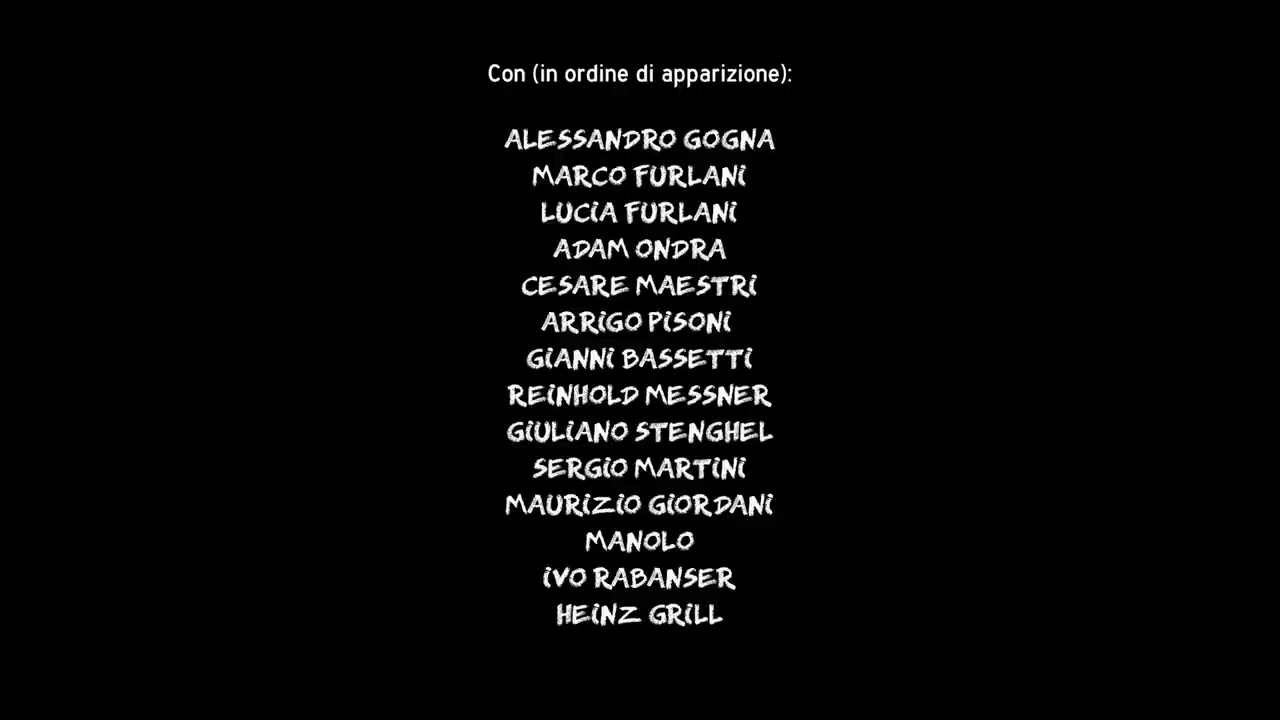 Con (in ordine di apparizione):
ALESSANDRO GOGNA
MARCO FURLANI
LUCIA FURLANI
ADAM ONDRA
CESARE MAESTRI
ARRIGO PISONI
GIANNI BASSETTI
REINHOLD MESSNER
GIULIANO STENGHEL
SERGIO MARTINI
MAURIZIO GIORDANI
MANOLO
IVO RABANSER
HEINZ GRILL